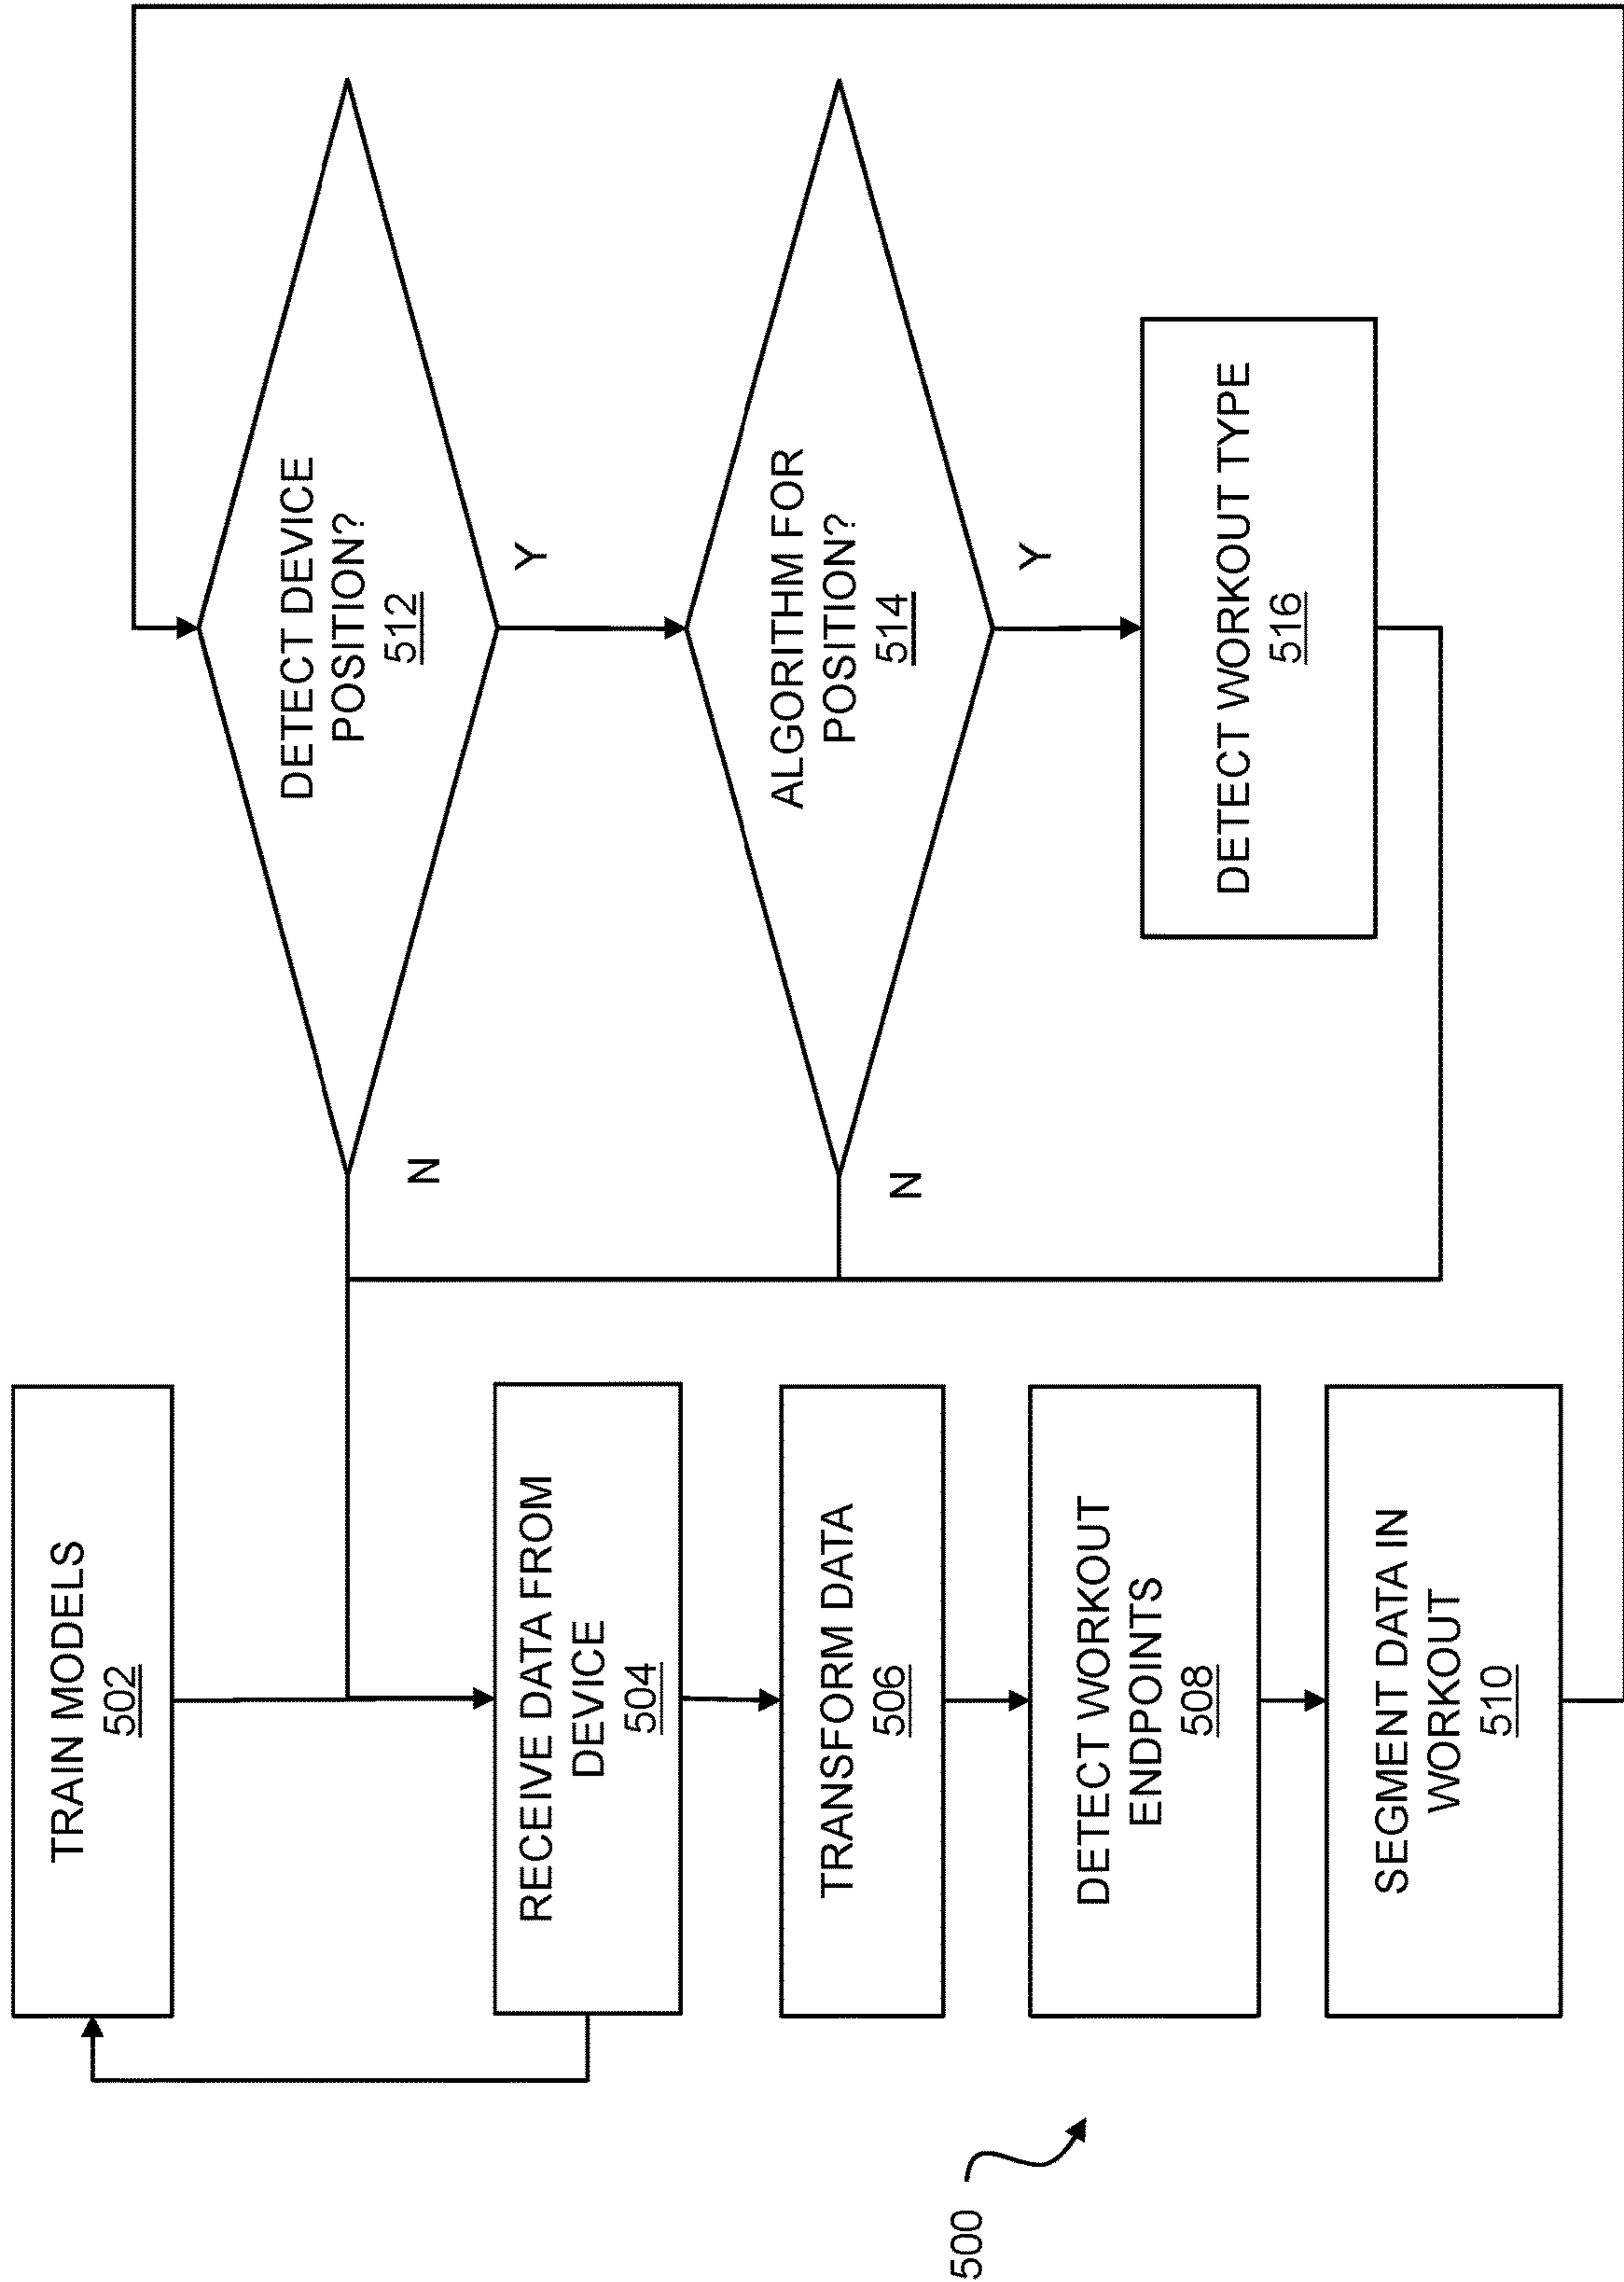 TRAIN MODELS
502
RECEIVE DATA FROM
DEVICE
504
TRANSFORM DATA
506
DETECT WORKOUT
ENDPOINTS
508
SEGMENT DATA IN
WORKOUT
510
DETECT DEVICE
POSITION?
512
N
Y
ALGORITHM FOR
POSITION?
514
N
Y
DETECT WORKOUT TYPE
516
500